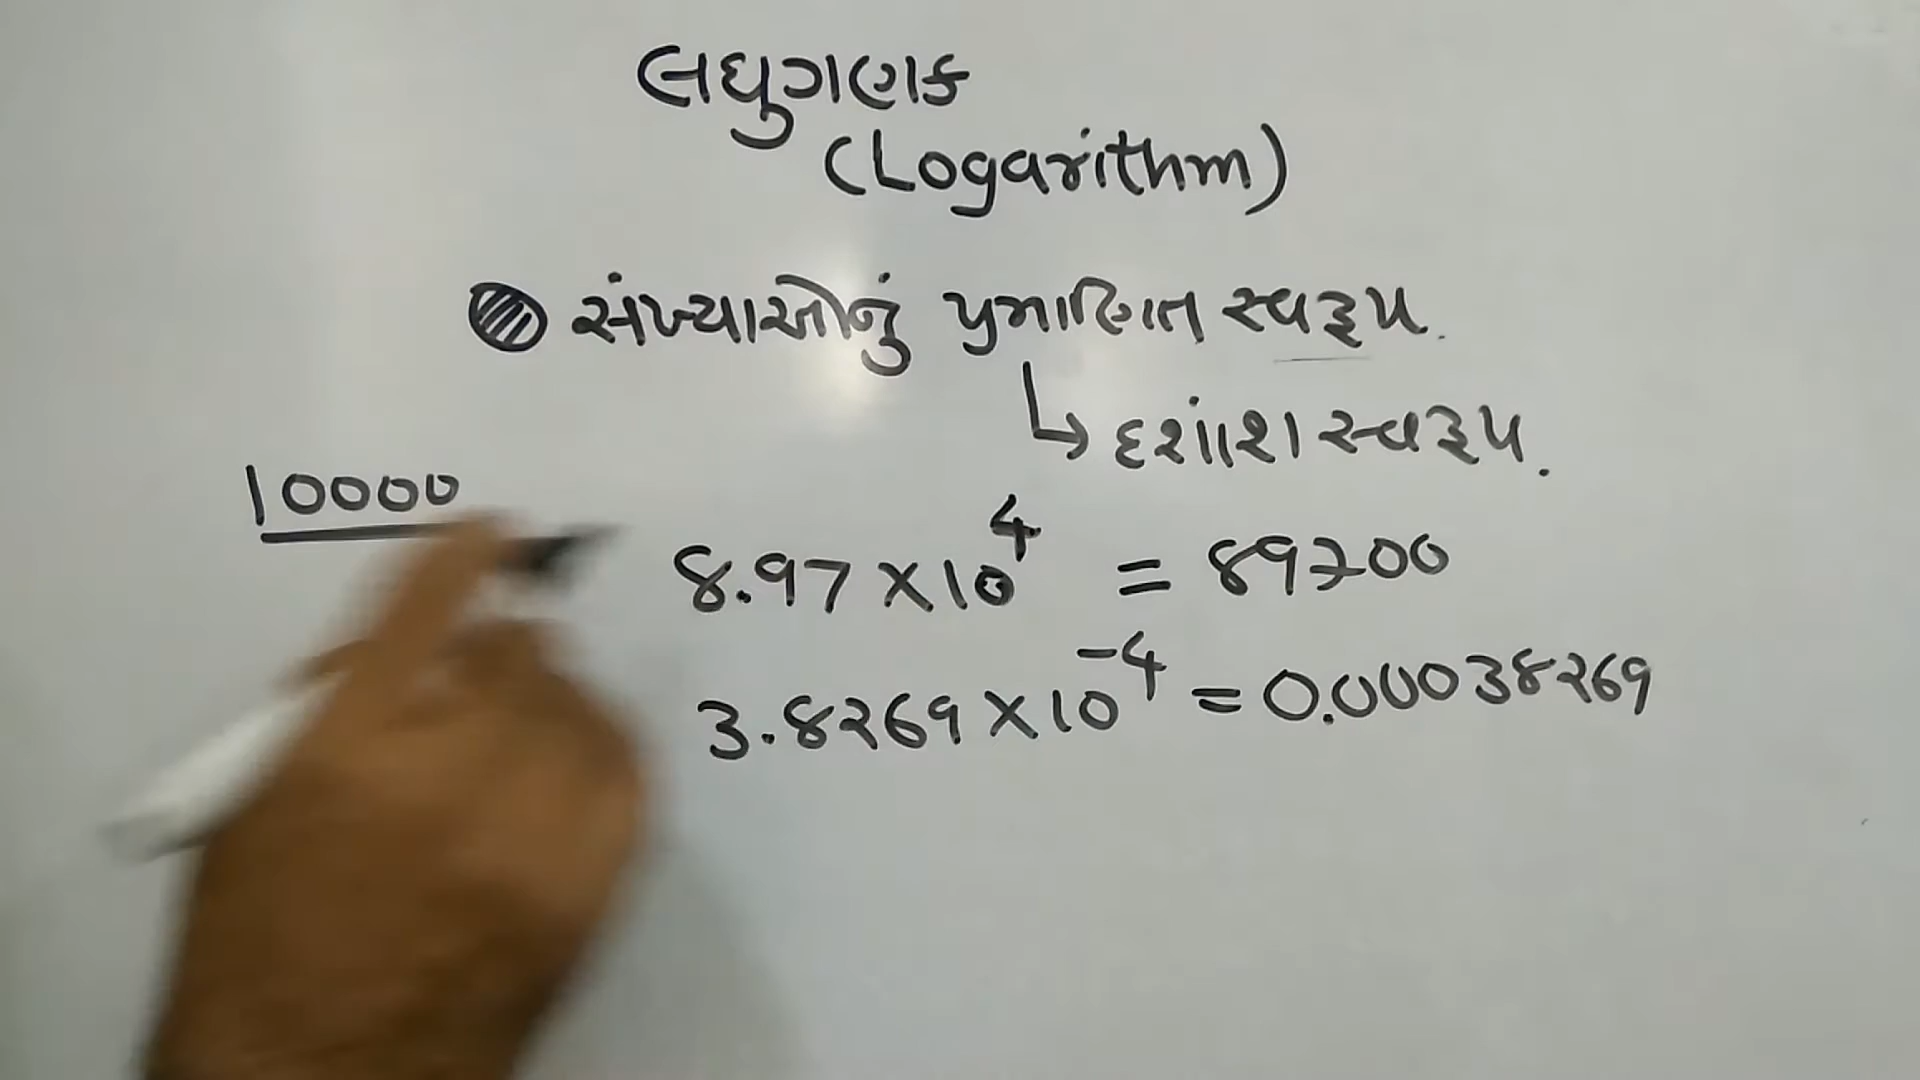 લઘુગણક
(Logarithm)
સંખ્યાઓનું પ્રમાણિત સ્વરૂપ.
↳ દશાંશ સ્વરૂપ.
10000
8.97 × 10⁴ = 89700
3.8269 × 10⁻⁴ = 0.00038269